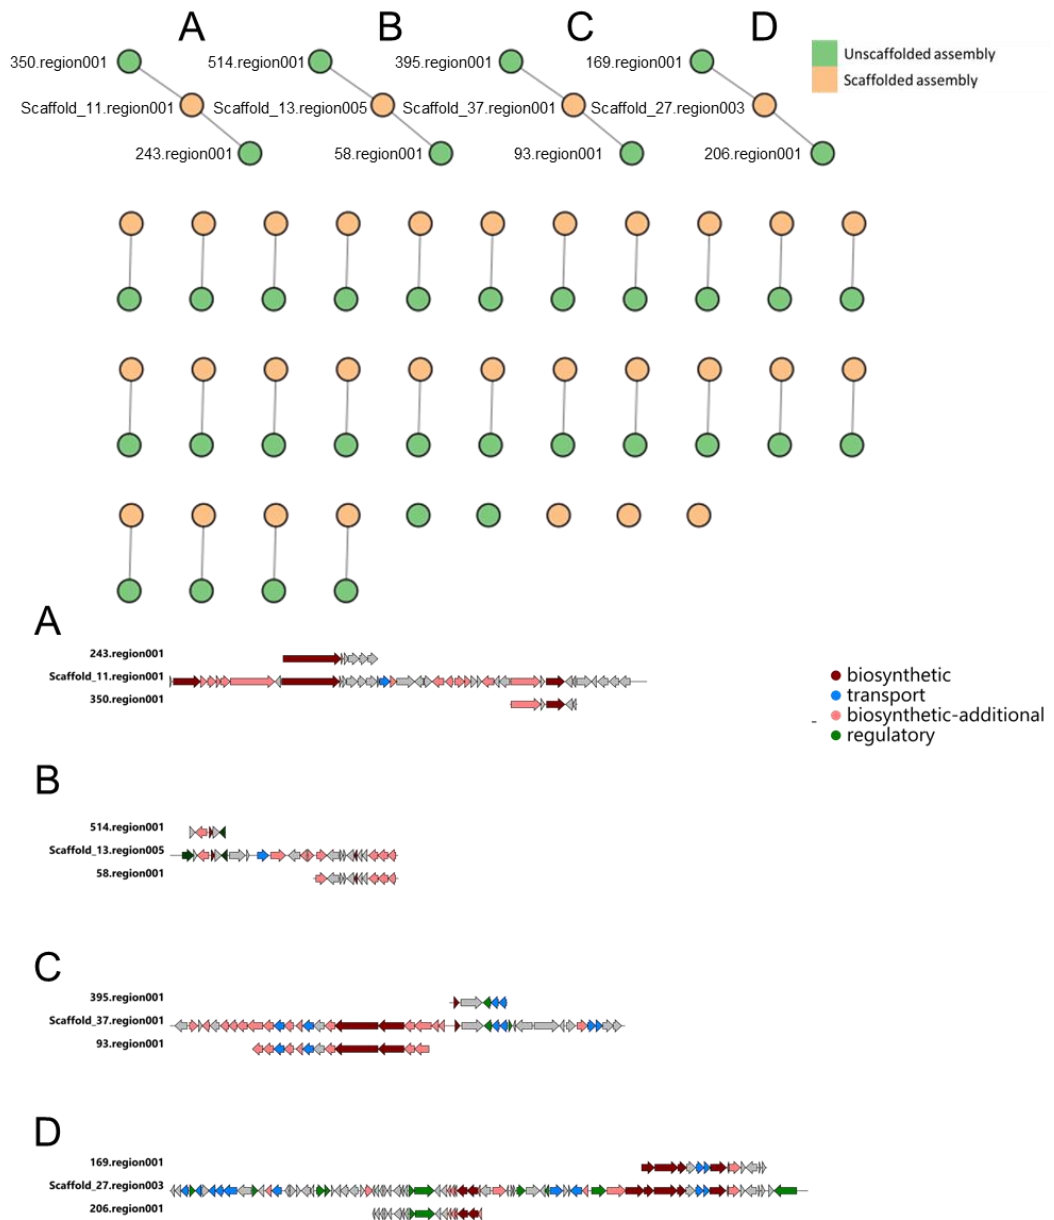 A B C D
350.region001 514.region001 395.region001 169.region001
Unscaffolded assembly
Scaffolded assembly
Scaffold_11.region001 Scaffold_13.region005 Scaffold_37.region001 Scaffold_27.region003
243.region001 58.region001 93.region001 206.region001
A
243.region001
Scaffold_11.region001
350.region001
biosynthetic
transport
biosynthetic-additional
regulatory
B
514.region001
Scaffold_13.region005
58.region001
C
395.region001
Scaffold_37.region001
93.region001
D
169.region001
Scaffold_27.region003
206.region001